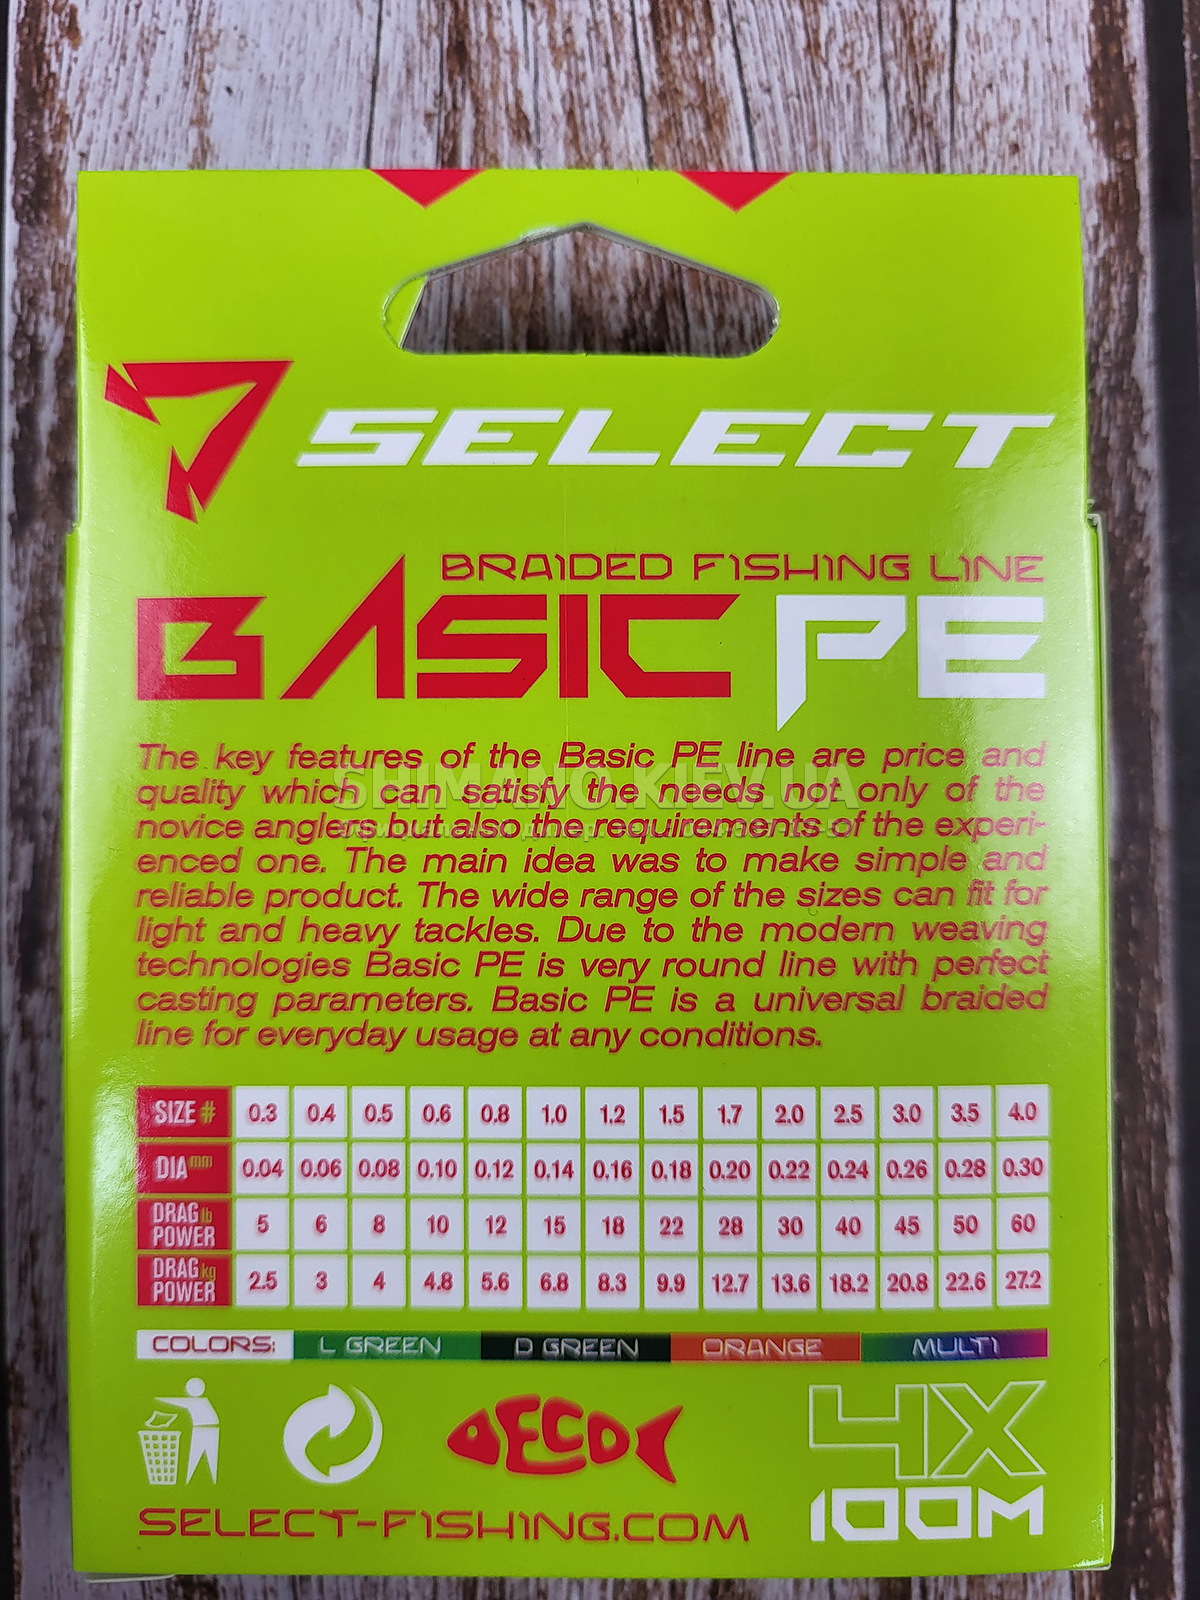 SELECT
BRAIDED FISHING LINE
BASIC PE
The key features of the Basic PE line are price and
quality which can satisfy the needs not only of the
novice anglers but also the requirements of the experi-
enced one. The main idea was to make simple and
reliable product. The wide range of the sizes can fit for
light and heavy tackles. Due to the modern weaving
technologies Basic PE is very round line with perfect
casting parameters. Basic PE is a universal braided
line for everyday usage at any conditions.
SHIMANO.KIEV.UA
SIZE # 0.3 0.4 0.5 0.6 0.8 1.0 1.2 1.5 1.7 2.0 2.5 3.0 3.5 4.0
DIA mm 0.04 0.06 0.08 0.10 0.12 0.14 0.16 0.18 0.20 0.22 0.24 0.26 0.28 0.30
DRAG lb POWER 5 6 8 10 12 15 18 22 28 30 40 45 50 60
DRAG kg POWER 2.5 3 4 4.8 5.6 6.8 8.3 9.9 12.7 13.6 18.2 20.8 22.6 27.2
COLORS: L GREEN D GREEN ORANGE MULTI
ECO
4X
100M
SELECT-FISHING.COM